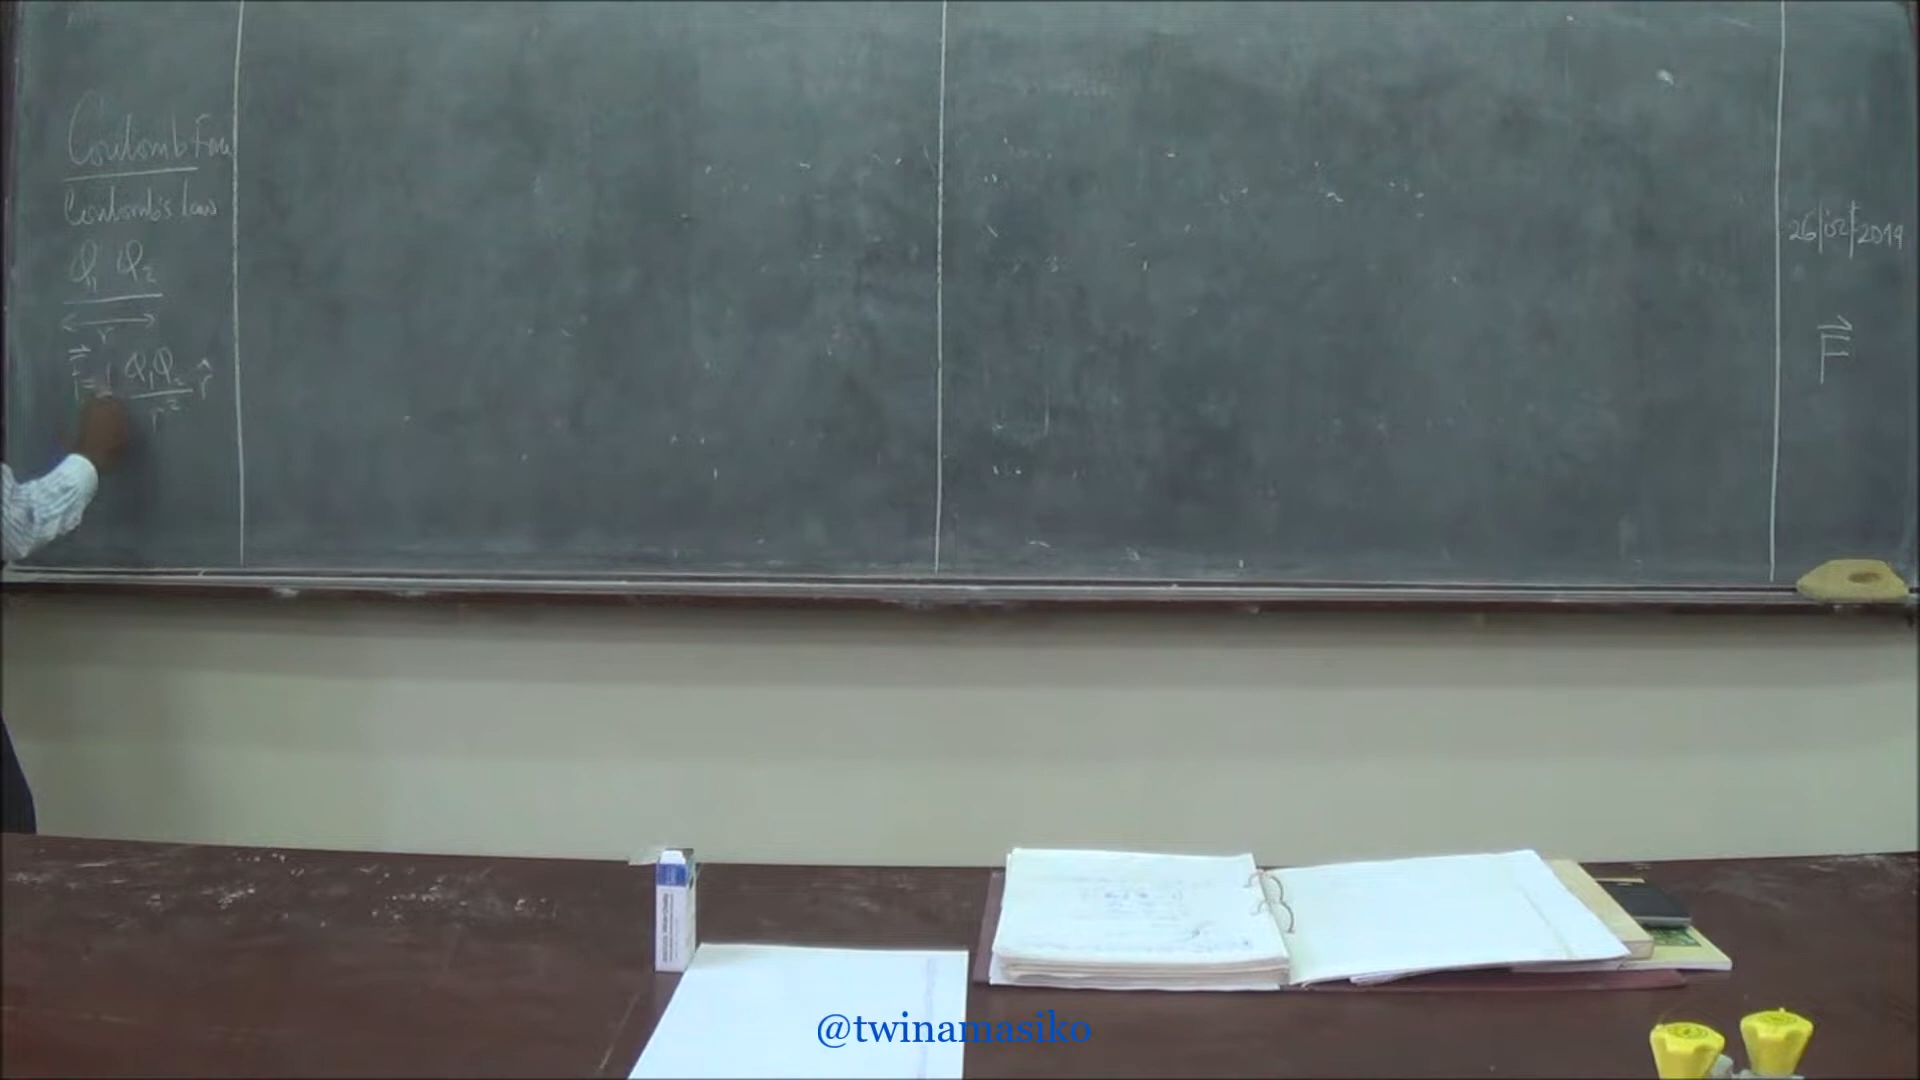 Coulomb Force
Coulomb's law
Q₁ Q₂
r
F⃗ = 1 Q₁Q₂ r̂
r²
26/02/2019
F⃗
@twinamasiko